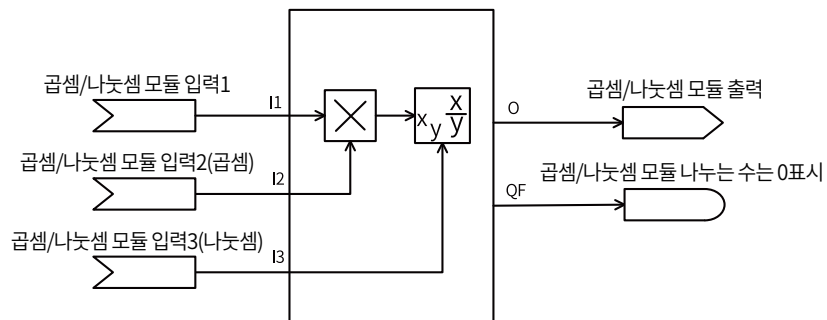 곱셈/나눗셈 모듈 입력1
I1
곱셈/나눗셈 모듈 입력2(곱셈)
I2
곱셈/나눗셈 모듈 입력3(나눗셈)
I3
x
y
x
y
O
곱셈/나눗셈 모듈 출력
QF
곱셈/나눗셈 모듈 나누는 수는 0표시